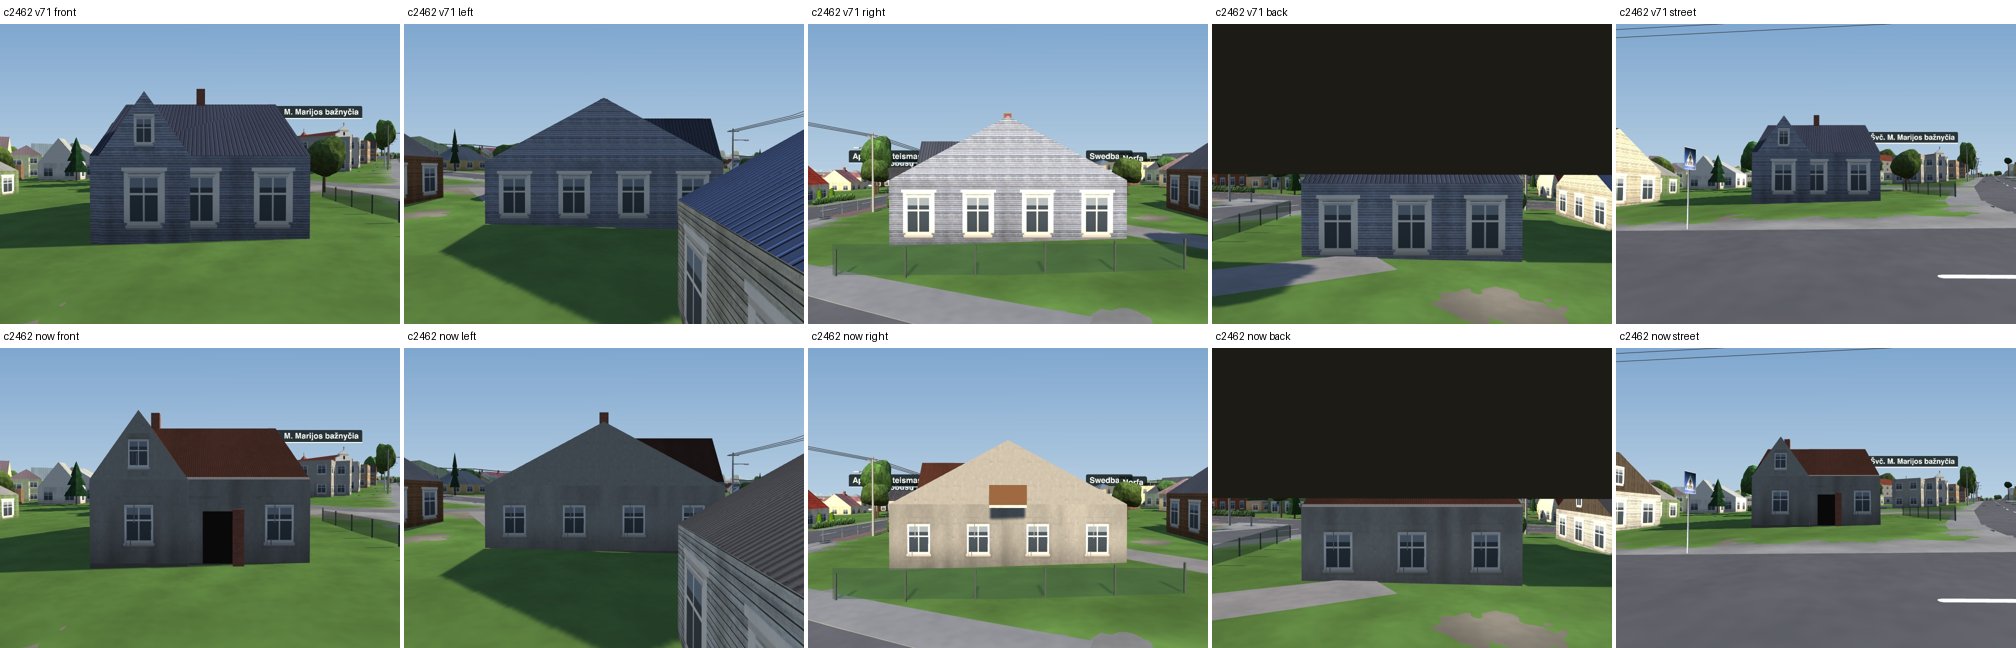 c2462 v71 front
c2462 v71 left
c2462 v71 right
c2462 v71 back
c2462 v71 street
M. Marijos bažnyčia
Swedba
Norfa
Švč. M. Marijos bažnyčia
c2462 now front
c2462 now left
c2462 now right
c2462 now back
c2462 now street
M. Marijos bažnyčia
Swedba
Norfa
Švč. M. Marijos bažnyčia